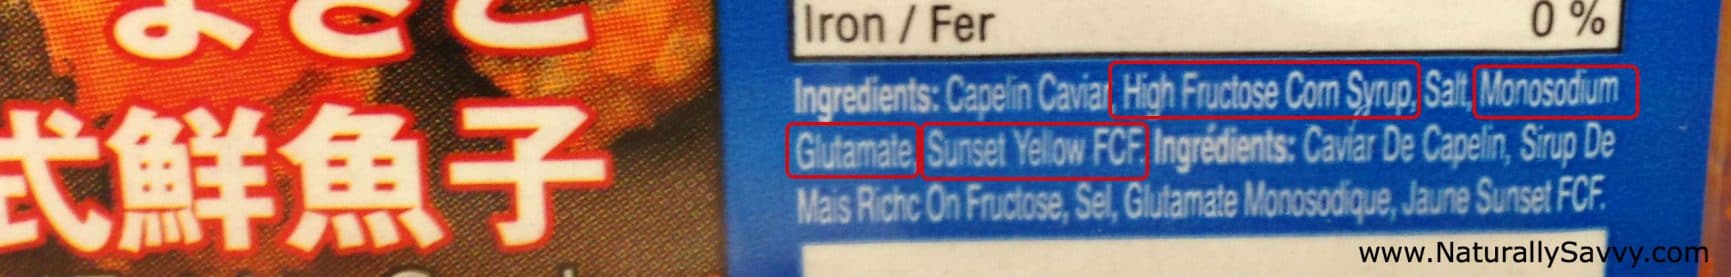 まさご
式鮮魚子
Iron / Fer 0 %
Ingredients: Capelin Caviar, High Fructose Corn Syrup, Salt, Monosodium
Glutamate, Sunset Yellow FCF. Ingrédients: Caviar De Capelin, Sirup De
Mais Richc On Fructose, Sel, Glutamate Monosodique, Jaune Sunset FCF.
www.NaturallySavvy.com